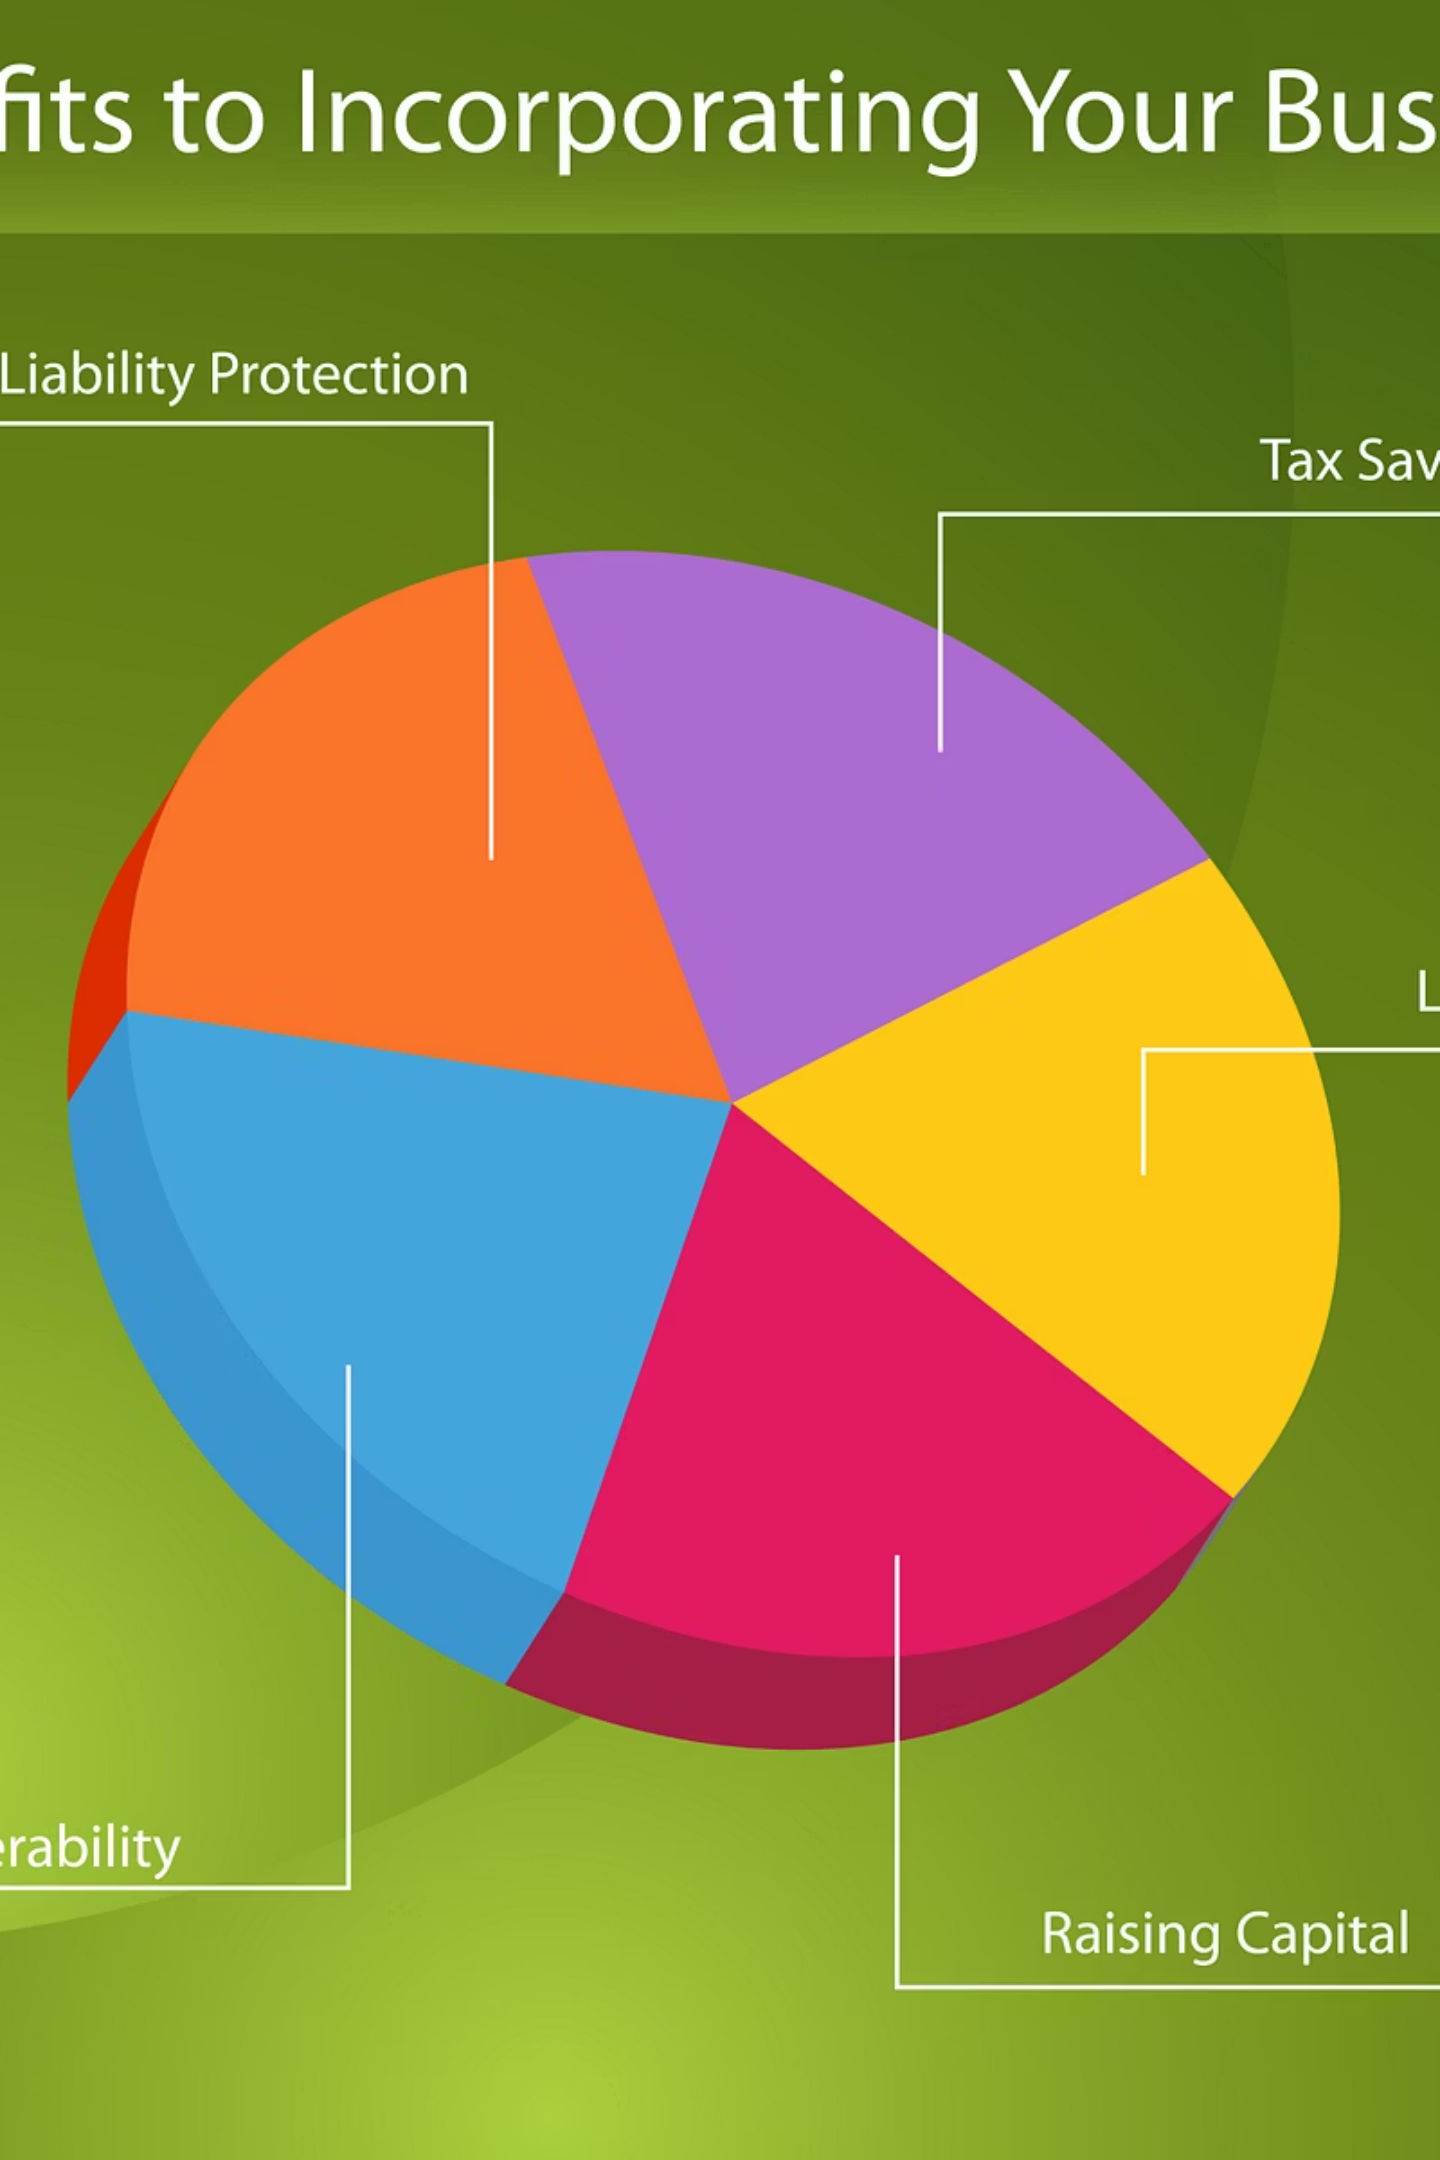 fits to Incorporating Your Bus
Liability Protection
Tax Sav
L
erability
Raising Capital